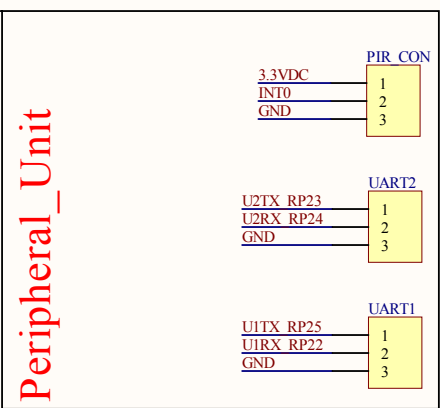 Peripheral_Unit
PIR_CON
3.3VDC 1
INT0 2
GND 3
UART2
U2TX_RP23 1
U2RX_RP24 2
GND 3
UART1
U1TX_RP25 1
U1RX_RP22 2
GND 3